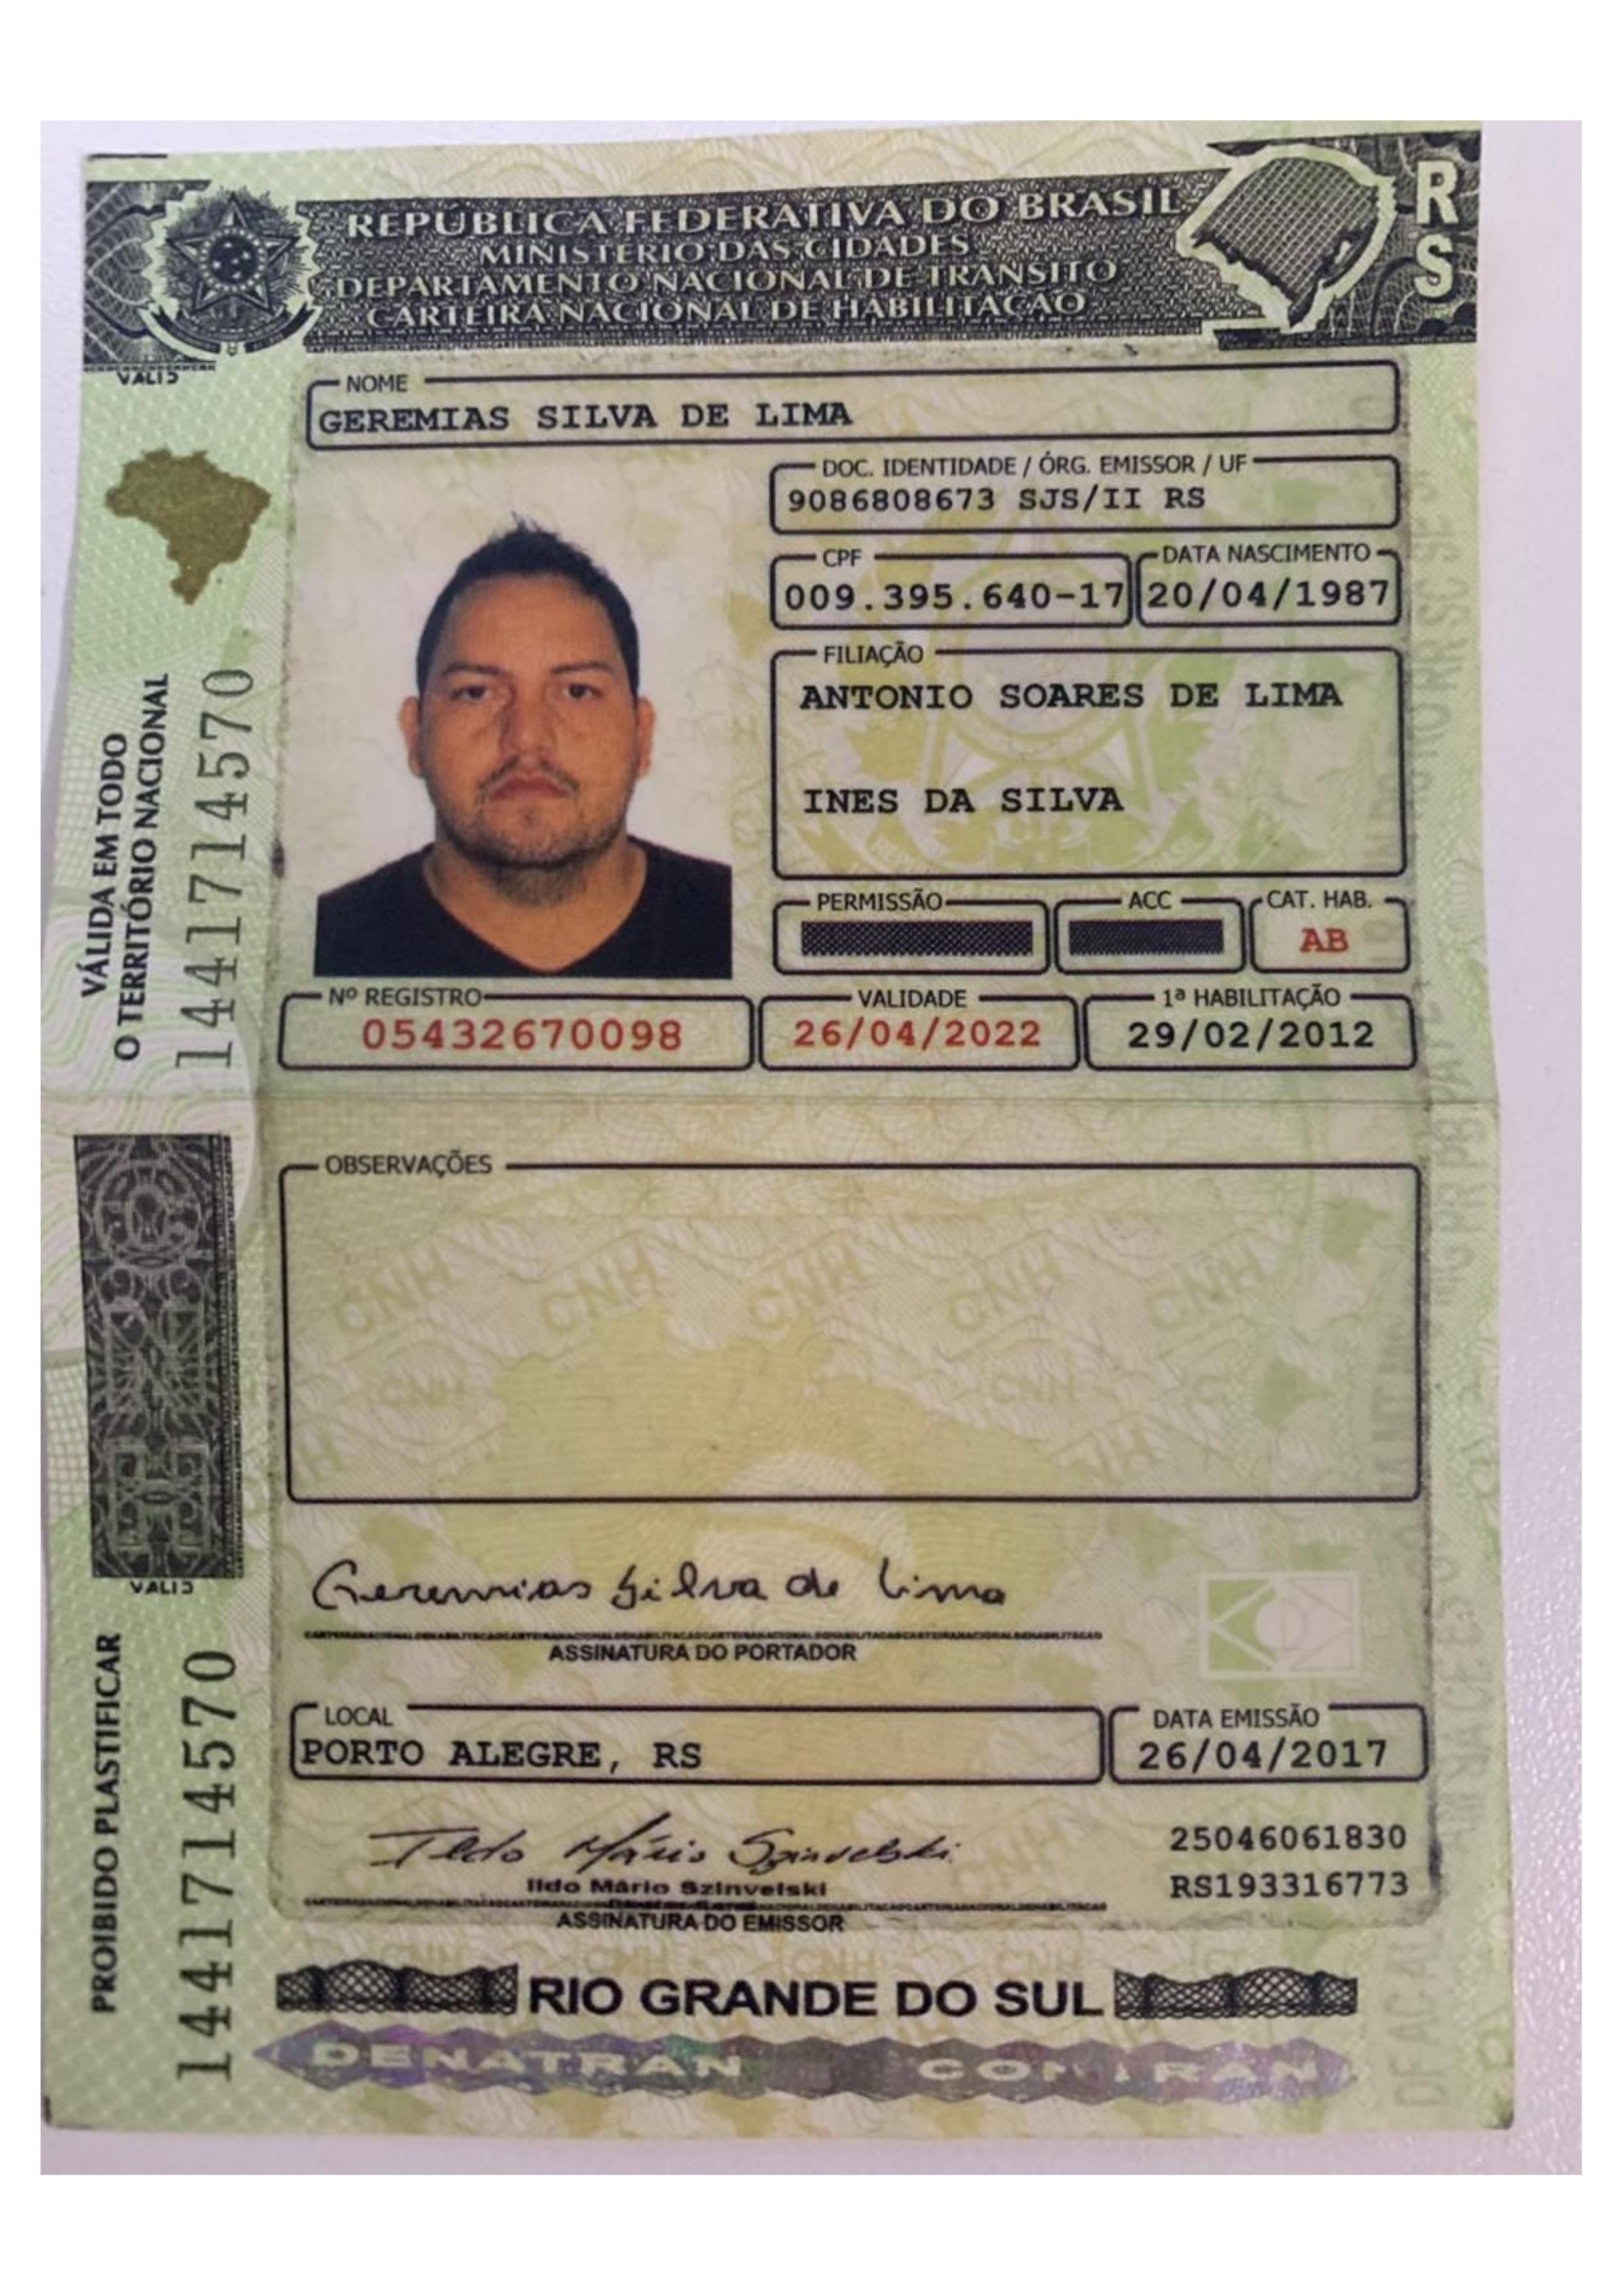 REPÚBLICA FEDERATIVA DO BRASIL
MINISTÉRIO DAS CIDADES
DEPARTAMENTO NACIONAL DE TRÂNSITO
CARTEIRA NACIONAL DE HABILITAÇÃO
RS
VALID
NOME
GEREMIAS SILVA DE LIMA
DOC. IDENTIDADE / ÓRG. EMISSOR / UF
9086808673 SJS/II RS
CPF
009.395.640-17
DATA NASCIMENTO
20/04/1987
FILIAÇÃO
ANTONIO SOARES DE LIMA
INES DA SILVA
PERMISSÃO
ACC
CAT. HAB.
AB
Nº REGISTRO
05432670098
VALIDADE
26/04/2022
1ª HABILITAÇÃO
29/02/2012
VÁLIDA EM TODO
O TERRITÓRIO NACIONAL
1441714570
OBSERVAÇÕES
VALID
Geremias Silva de Lima
ASSINATURA DO PORTADOR
LOCAL
PORTO ALEGRE, RS
DATA EMISSÃO
26/04/2017
Ildo Mário Szinvelski
Ildo Mário Szinvelski
ASSINATURA DO EMISSOR
25046061830
RS193316773
PROIBIDO PLASTIFICAR
1441714570
RIO GRANDE DO SUL
DENATRAN CONTRAN